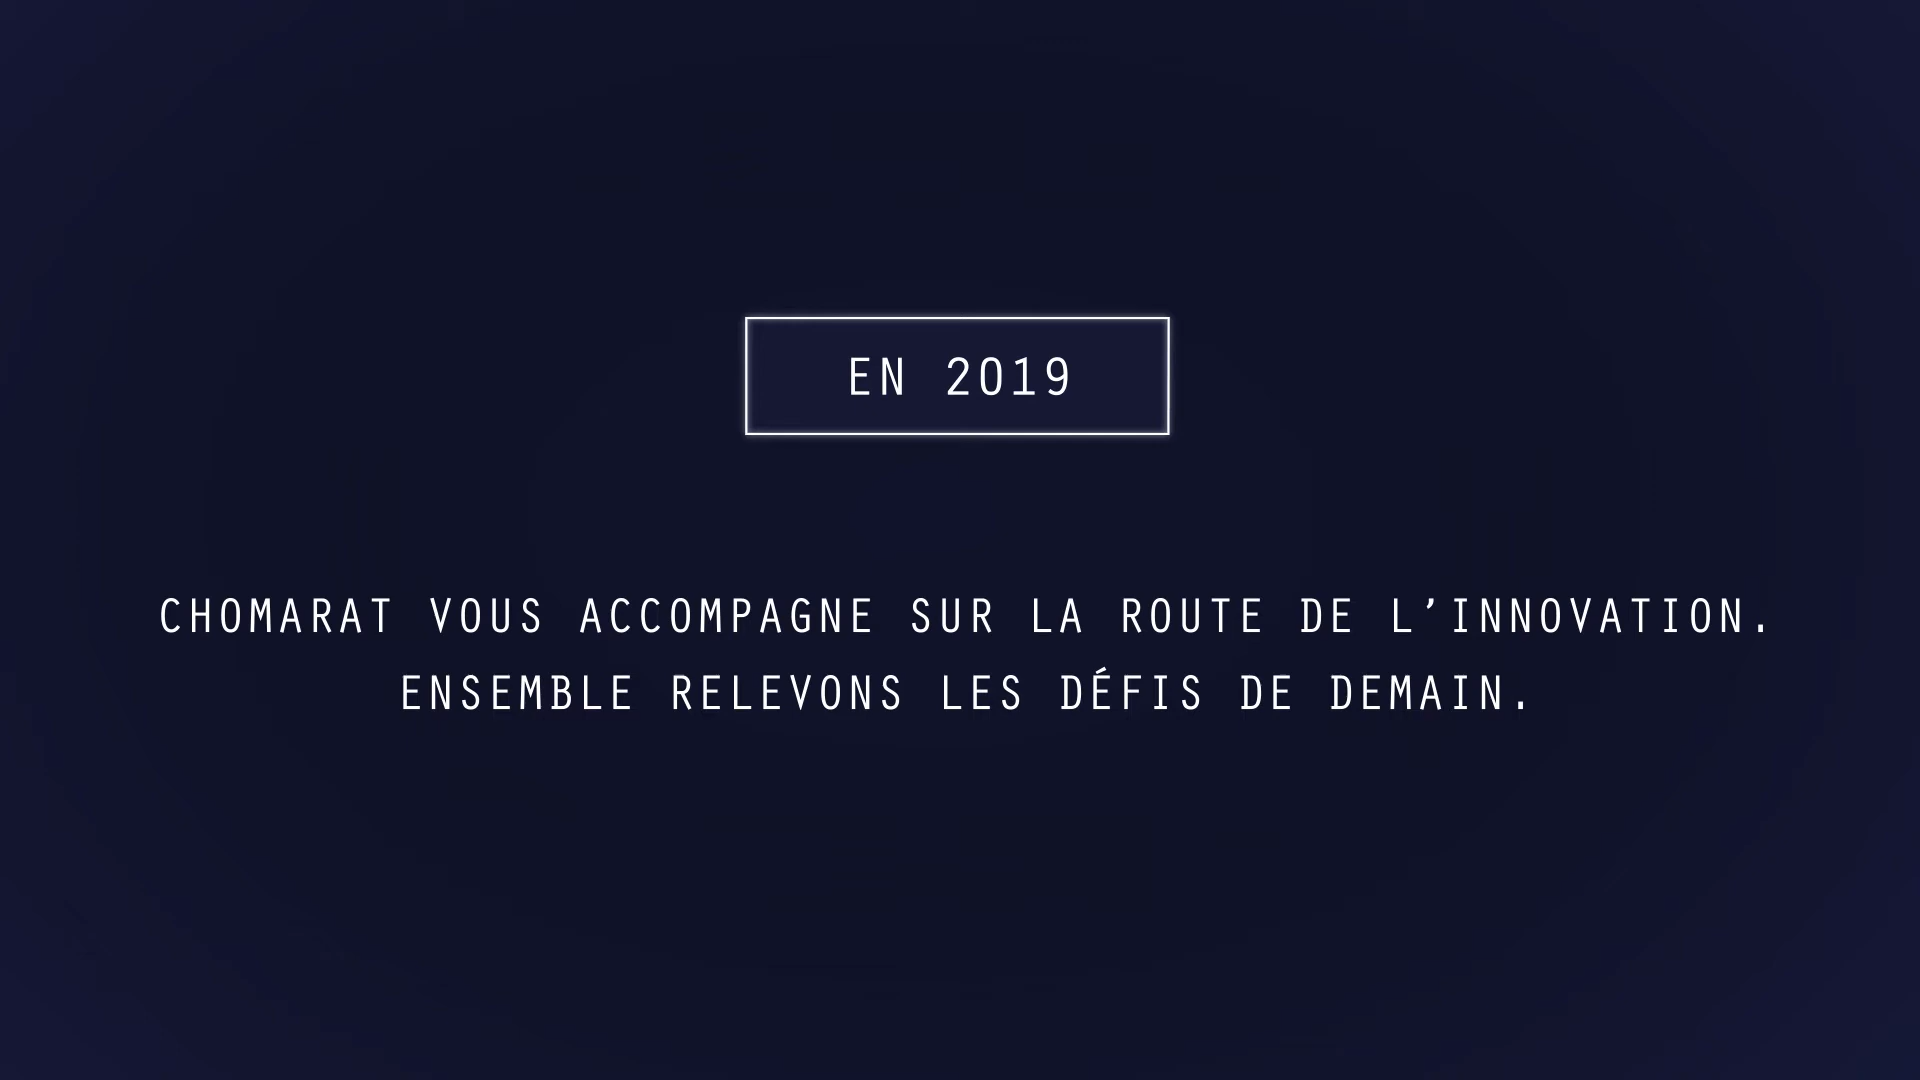 EN 2019
CHOMARAT VOUS ACCOMPAGNE SUR LA ROUTE DE L’INNOVATION.
ENSEMBLE RELEVONS LES DÉFIS DE DEMAIN.